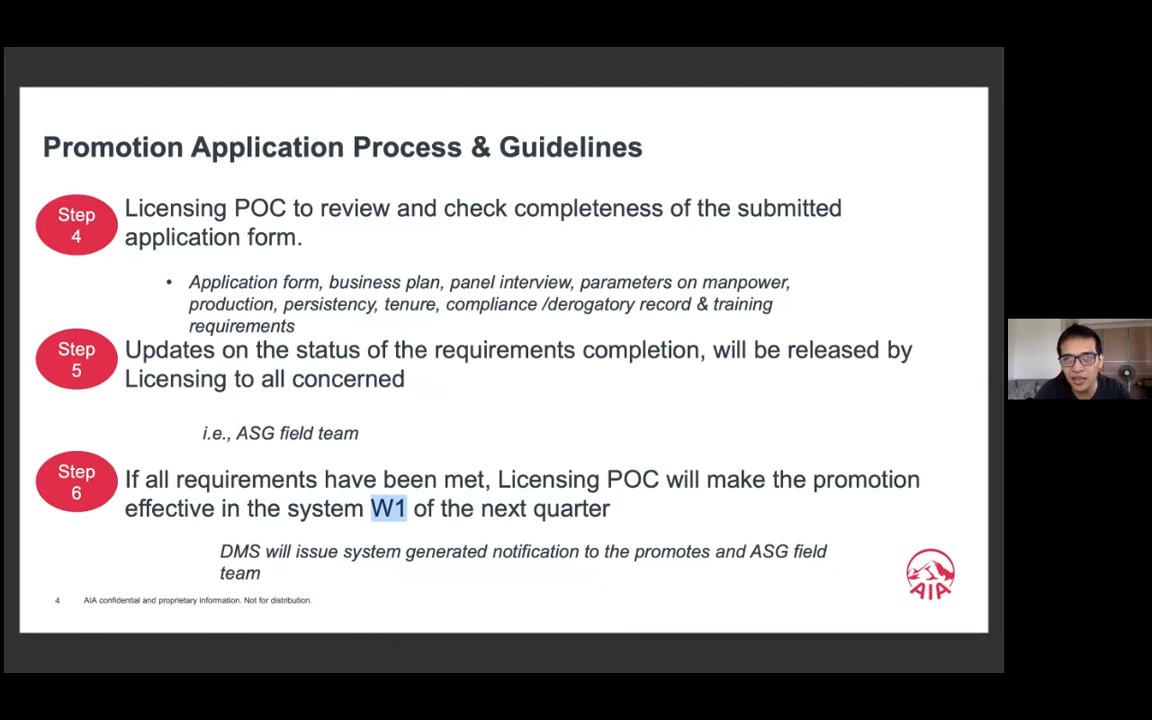 Promotion Application Process & Guidelines
Step
4
Licensing POC to review and check completeness of the submitted
application form.
• Application form, business plan, panel interview, parameters on manpower,
production, persistency, tenure, compliance /derogatory record & training
requirements
Step
5
Updates on the status of the requirements completion, will be released by
Licensing to all concerned
i.e., ASG field team
Step
6
If all requirements have been met, Licensing POC will make the promotion
effective in the system W1 of the next quarter
DMS will issue system generated notification to the promotes and ASG field
team
AIA
4 AIA confidential and proprietary information. Not for distribution.